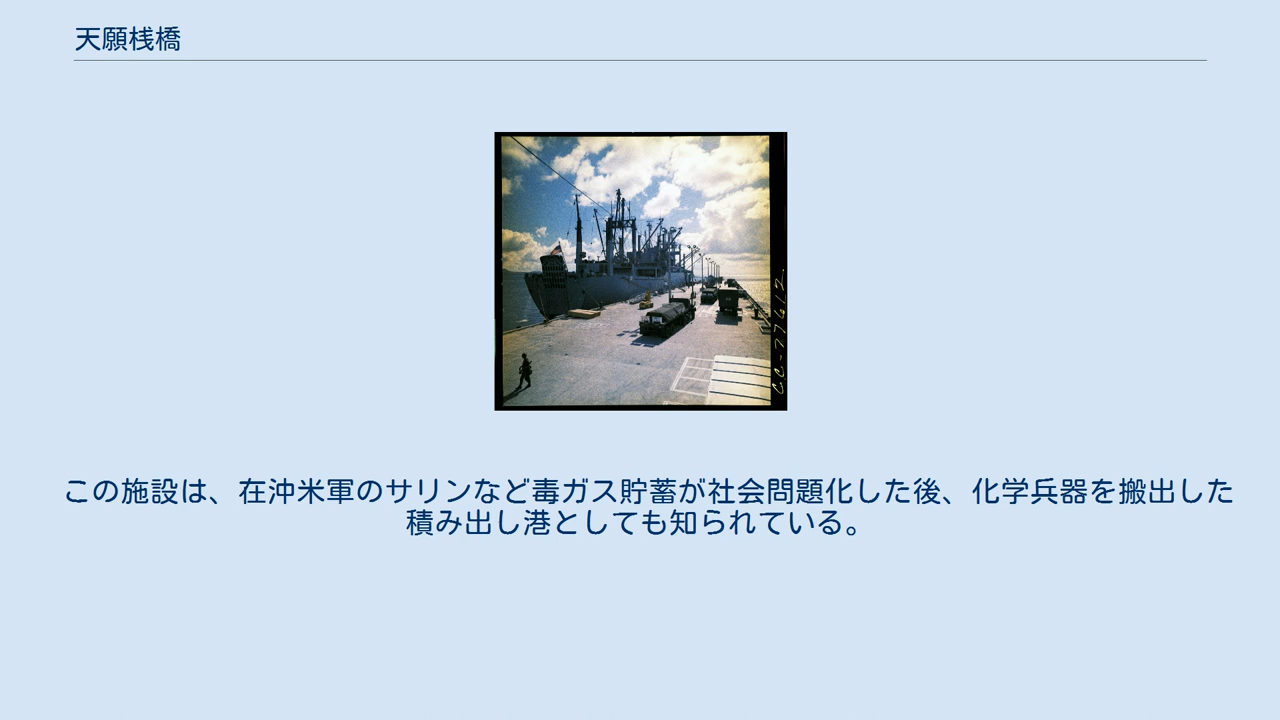 天願桟橋
CC-77612
この施設は、在沖米軍のサリンなど毒ガス貯蓄が社会問題化した後、化学兵器を搬出した
積み出し港としても知られている。